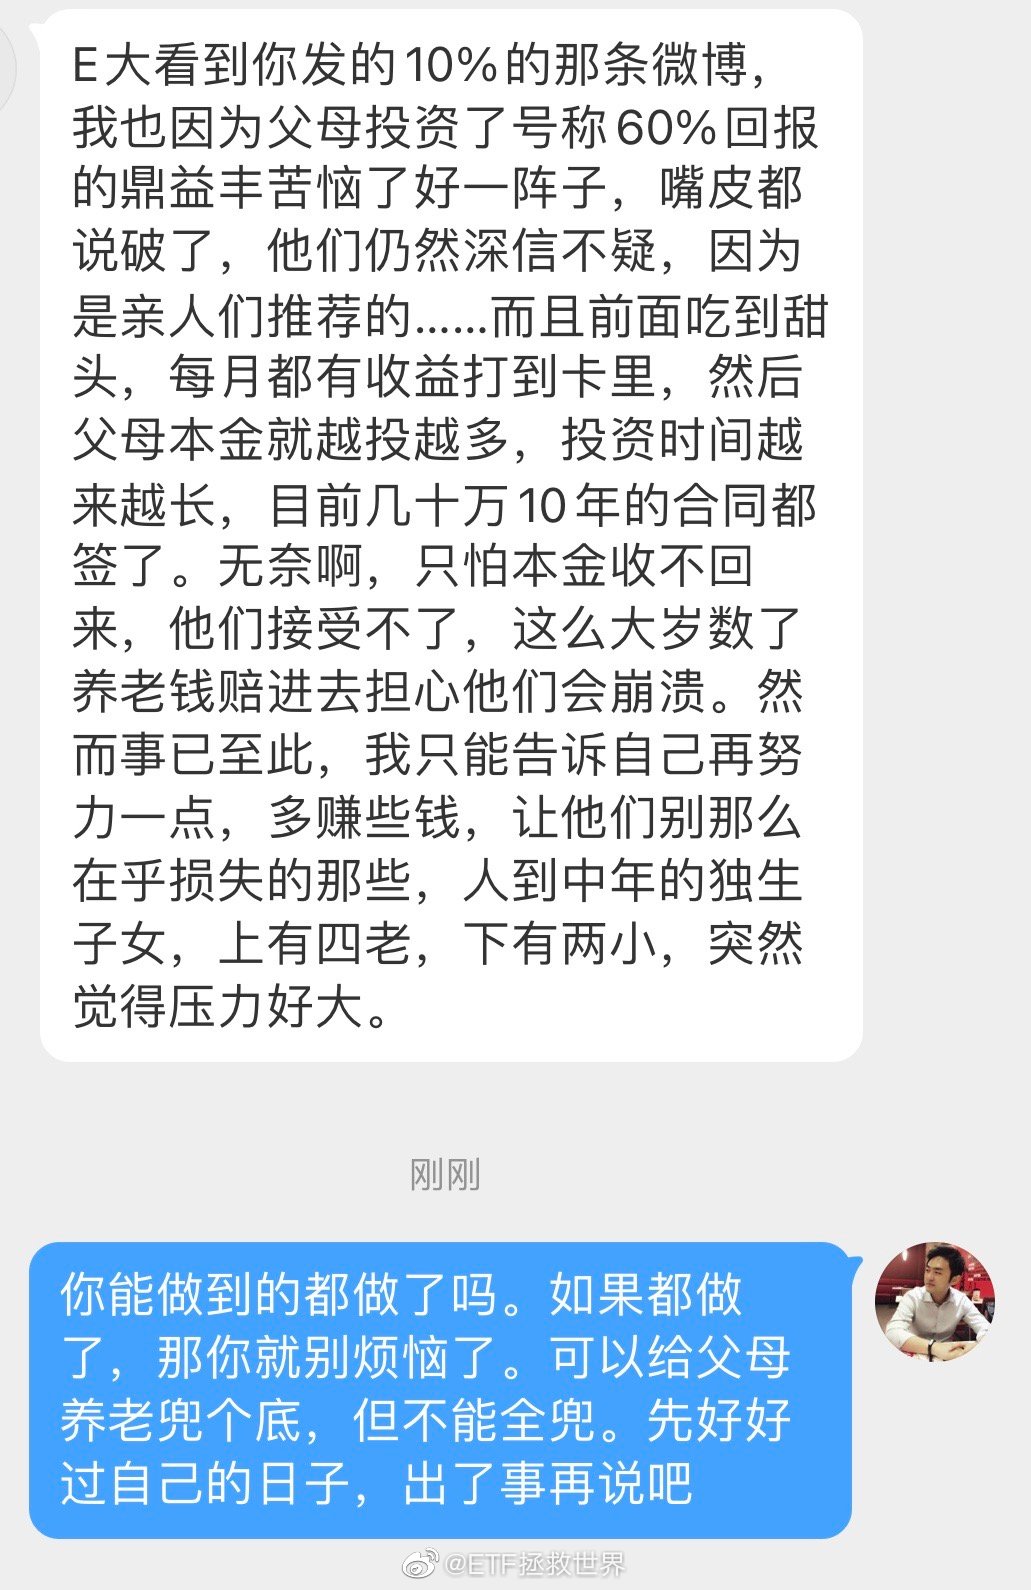 E大看到你发的10%的那条微博，
我也因为父母投资了号称60%回报
的鼎益丰苦恼了好一阵子，嘴皮都
说破了，他们仍然深信不疑，因为
是亲人们推荐的……而且前面吃到甜
头，每月都有收益打到卡里，然后
父母本金就越投越多，投资时间越
来越长，目前几十万10年的合同都
签了。无奈啊，只怕本金收不回
来，他们接受不了，这么大岁数了
养老钱赔进去担心他们会崩溃。然
而事已至此，我只能告诉自己再努
力一点，多赚些钱，让他们别那么
在乎损失的那些，人到中年的独生
子女，上有四老，下有两小，突然
觉得压力好大。
刚刚
你能做到的都做了吗。如果都做
了，那你就别烦恼了。可以给父母
养老兜个底，但不能全兜。先好好
过自己的日子，出了事再说吧
@ETF拯救世界